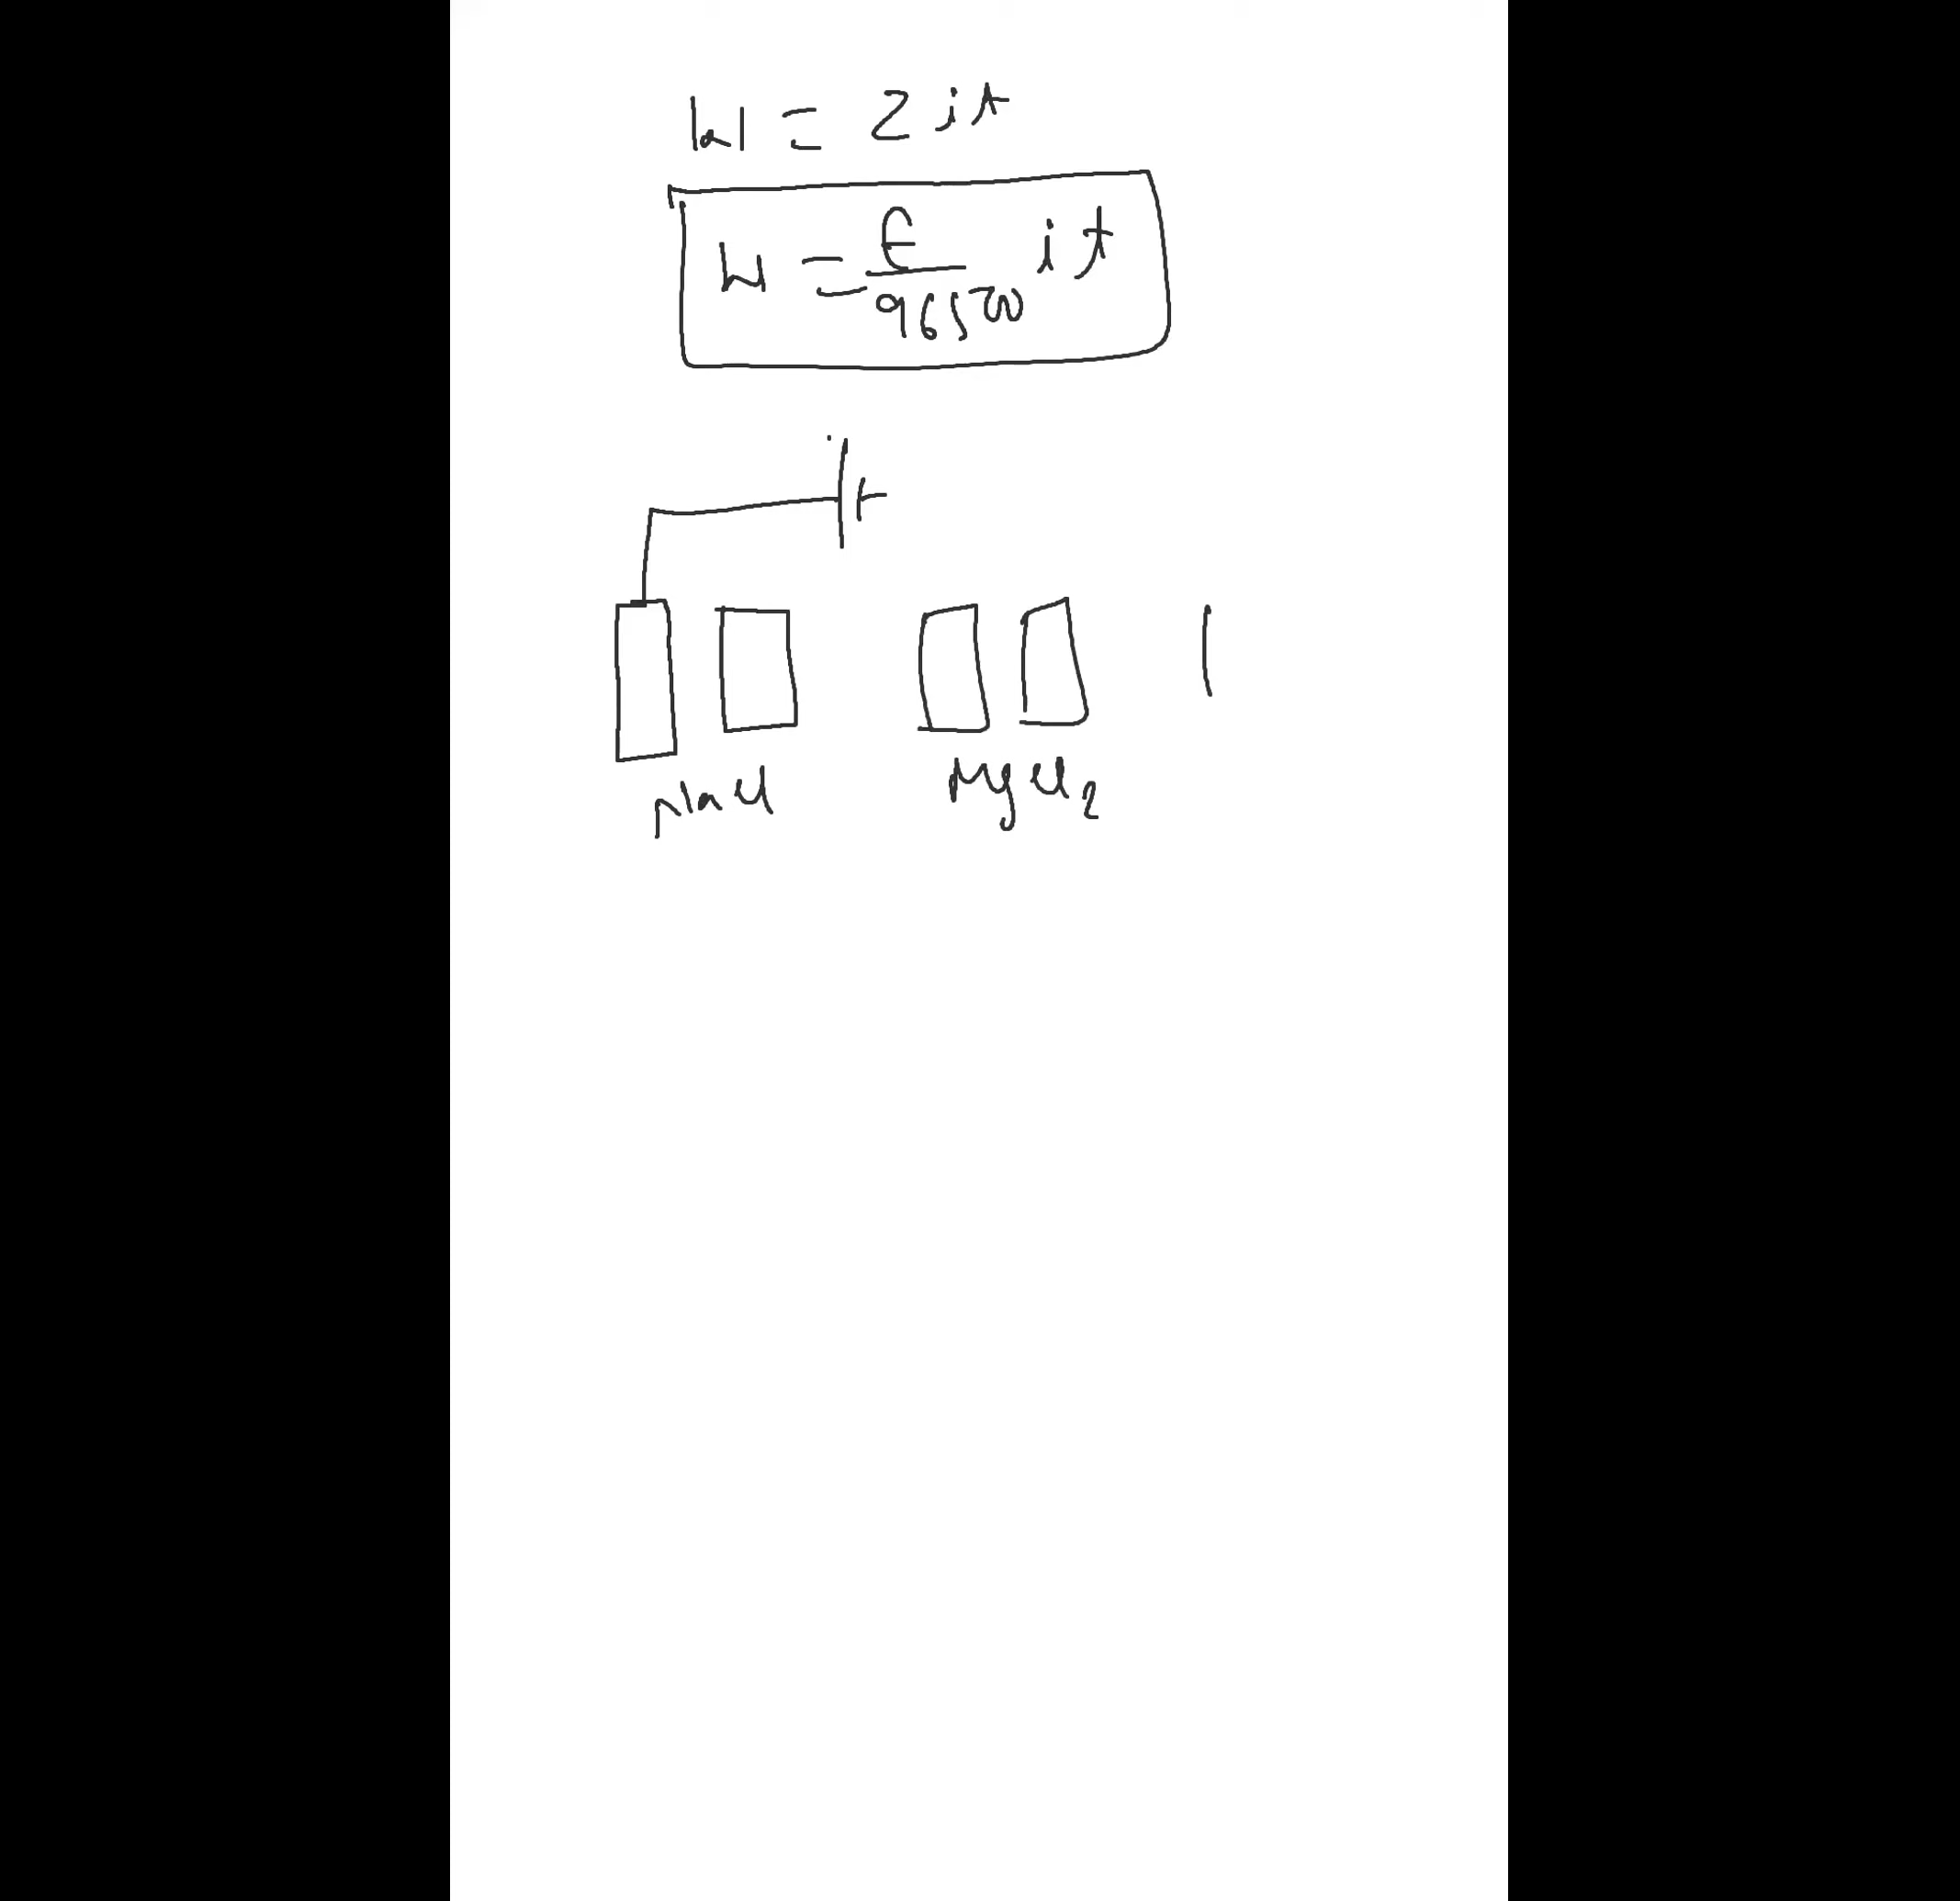 W = Zit
W = E/96500 it
NaCl
MgCl2